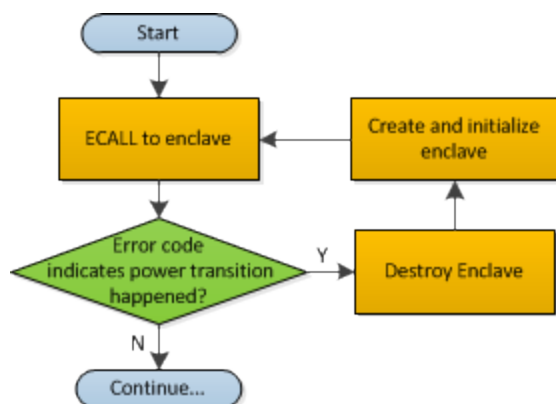 Start
ECALL to enclave
Create and initialize
enclave
Error code
indicates power transition
happened?
Y
Destroy Enclave
N
Continue...